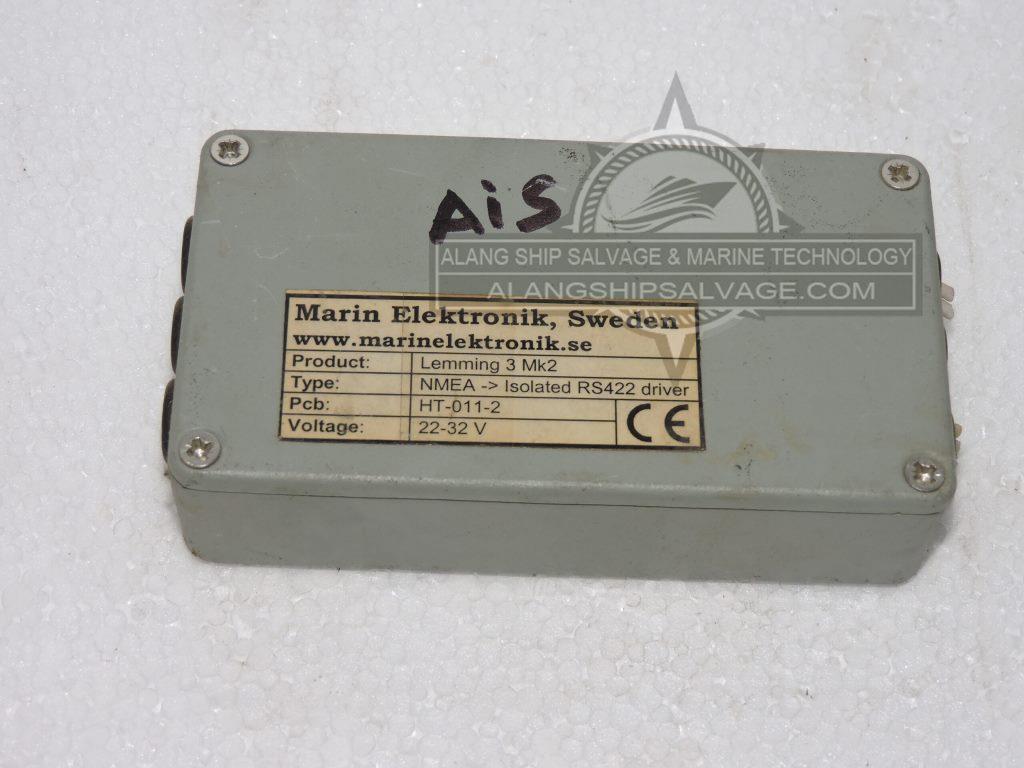 AiS
ALANG SHIP SALVAGE & MARINE TECHNOLOGY
ALANGSHIPSALVAGE.COM
Marin Elektronik, Sweden
www.marinelektronik.se
Product: Lemming 3 Mk2
Type: NMEA -> Isolated RS422 driver
Pcb: HT-011-2
Voltage: 22-32 V
CE